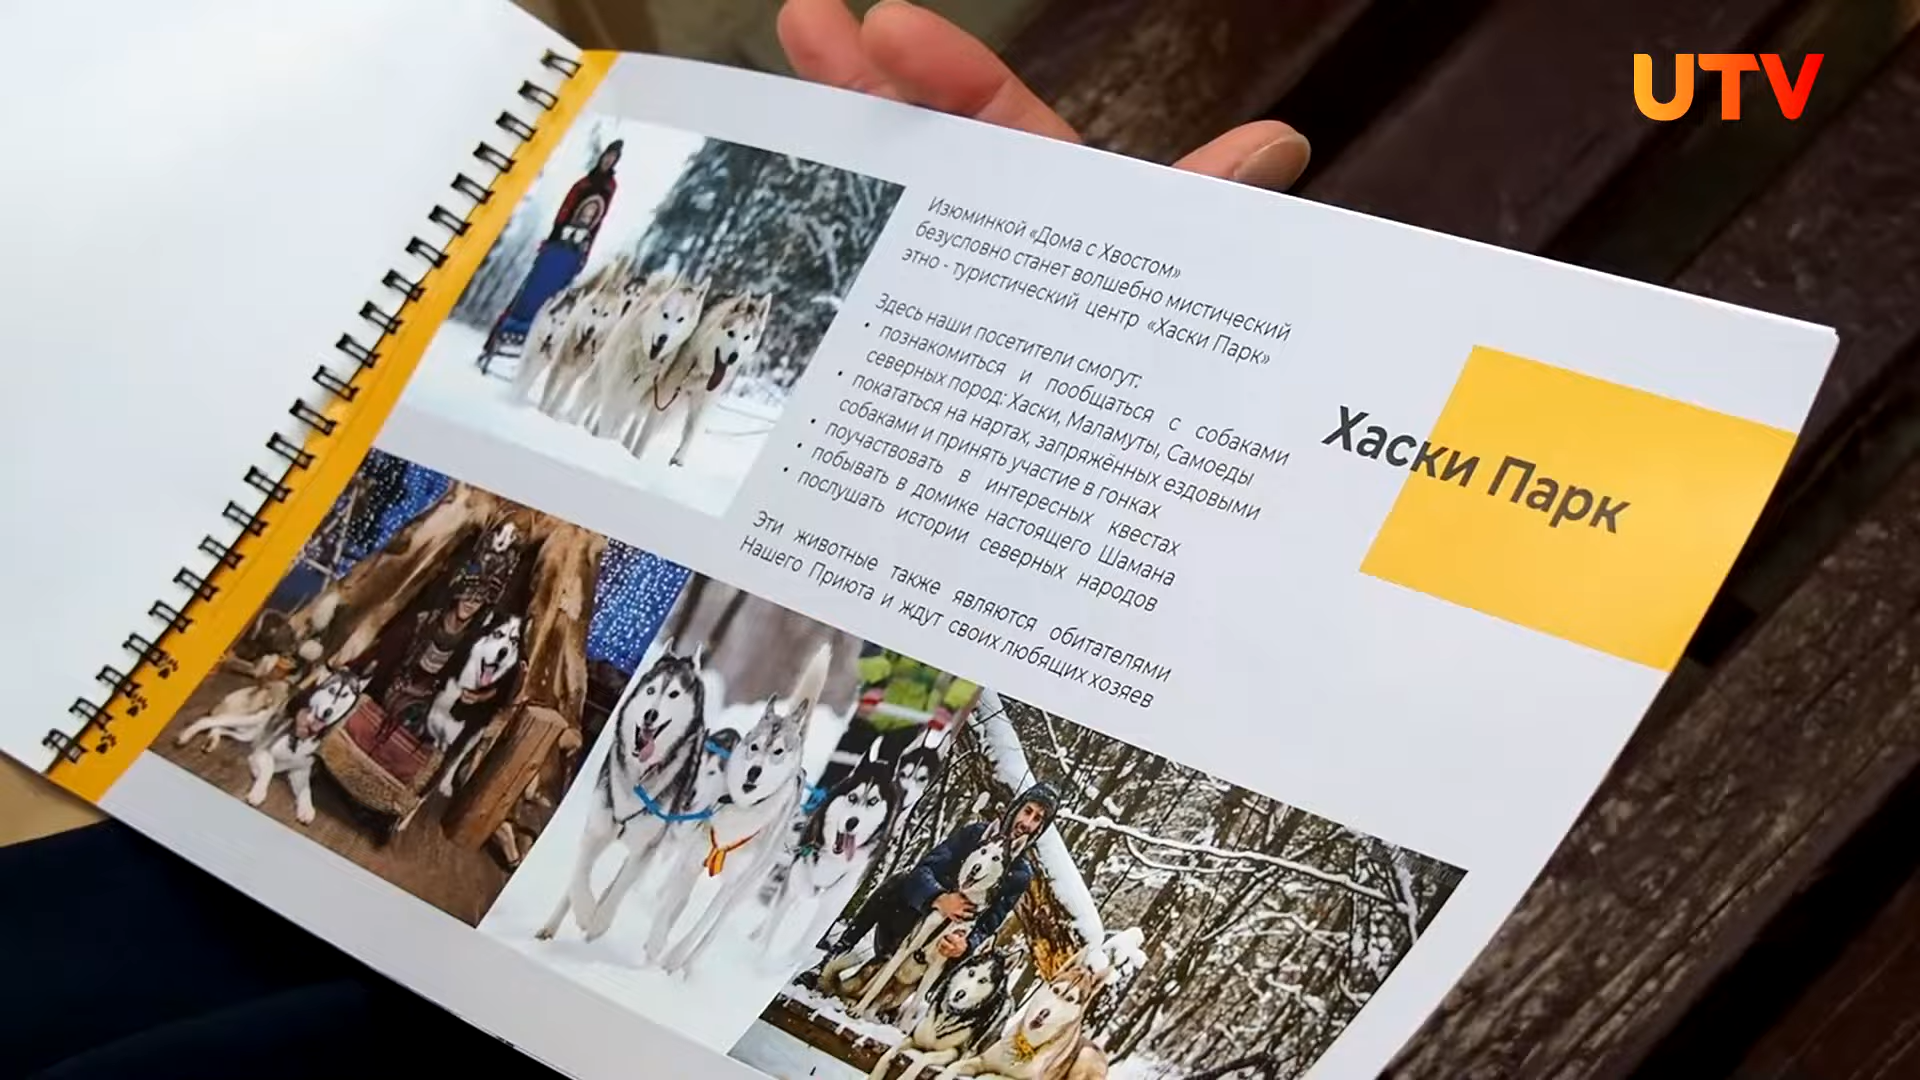 UTV
Изюминкой «Дома с Хвостом»
безусловно станет волшебно мистический
этно - туристический центр «Хаски Парк»
Здесь наши посетители смогут:
• познакомиться и пообщаться с собаками
северных пород: Хаски, Маламуты, Самоеды
• покататься на нартах, запряжённых ездовыми
собаками и принять участие в гонках
• поучаствовать в интересных квестах
• побывать в домике настоящего Шамана
• послушать истории северных народов
Эти животные также являются обитателями
Нашего Приюта и ждут своих любящих хозяев
Хаски Парк